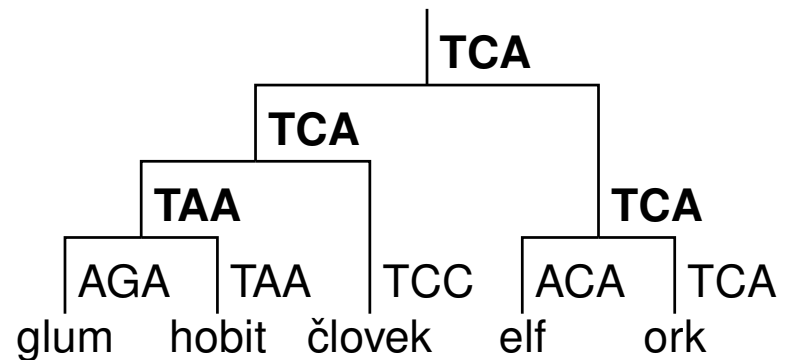 TCA
TCA
TAA TCA
AGA TAA TCC ACA TCA
glum hobit človek elf ork